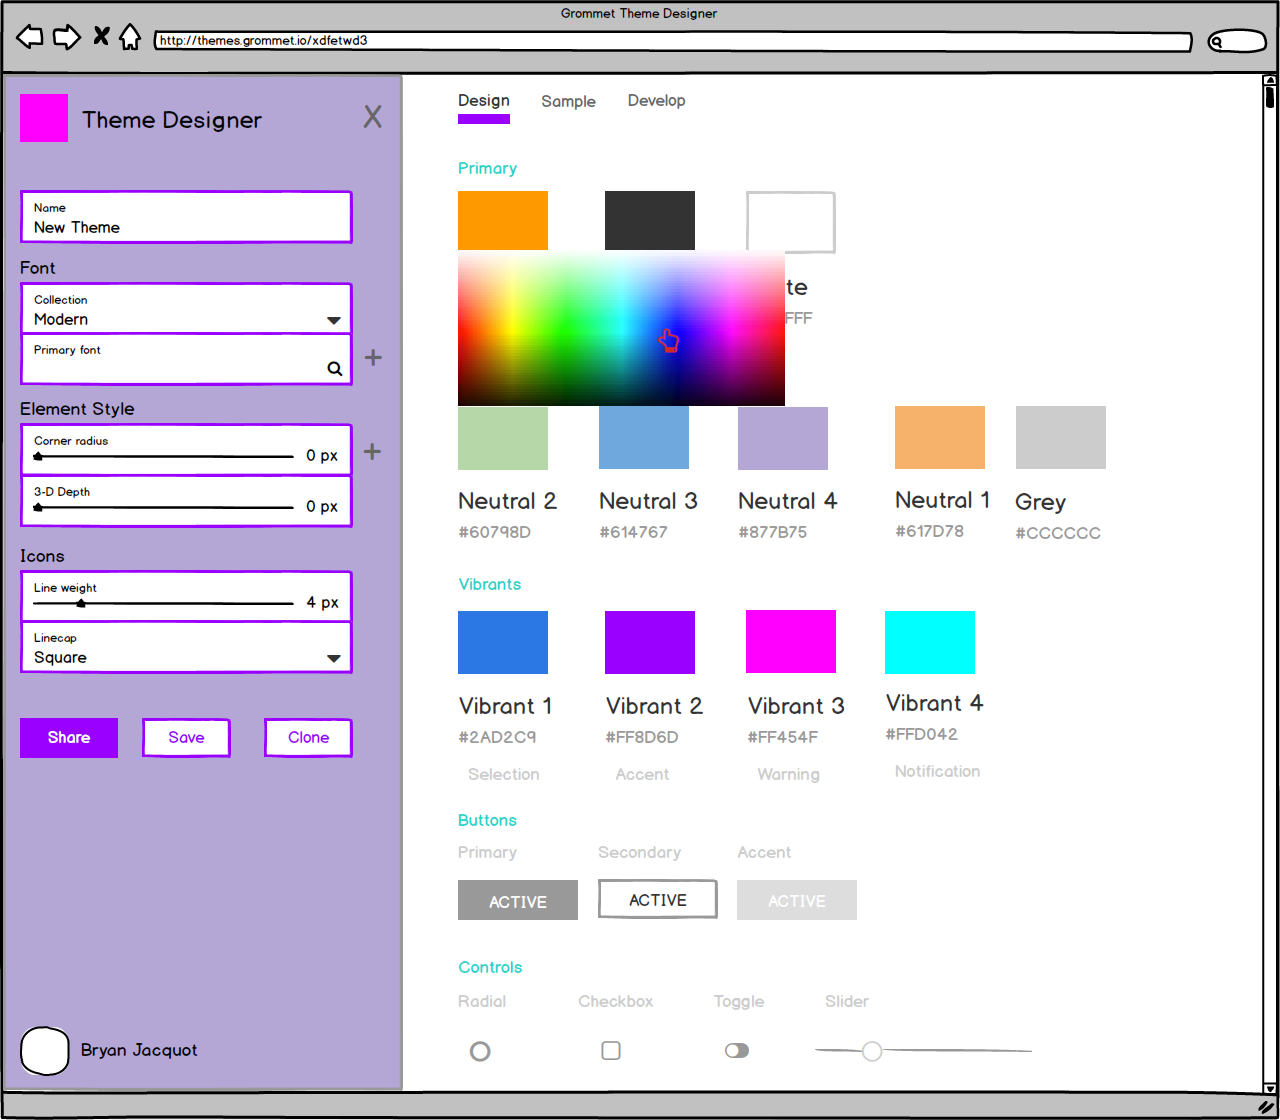 Grommet Theme Designer
http://themes.grommet.io/xdfetwd3
Theme Designer
X
Name
New Theme
Font
Collection
Modern
Primary font
Element Style
Corner radius
0 px
3-D Depth
0 px
Icons
Line weight
4 px
Linecap
Square
Share Save Clone
Bryan Jacquot
Design Sample Develop
Primary
te
FFF
Neutral 2 Neutral 3 Neutral 4 Neutral 1 Grey
#60798D #614767 #877B75 #617D78 #CCCCCC
Vibrants
Vibrant 1 Vibrant 2 Vibrant 3 Vibrant 4
#2AD2C9 #FF8D6D #FF454F #FFD042
Selection Accent Warning Notification
Buttons
Primary Secondary Accent
ACTIVE ACTIVE ACTIVE
Controls
Radial Checkbox Toggle Slider